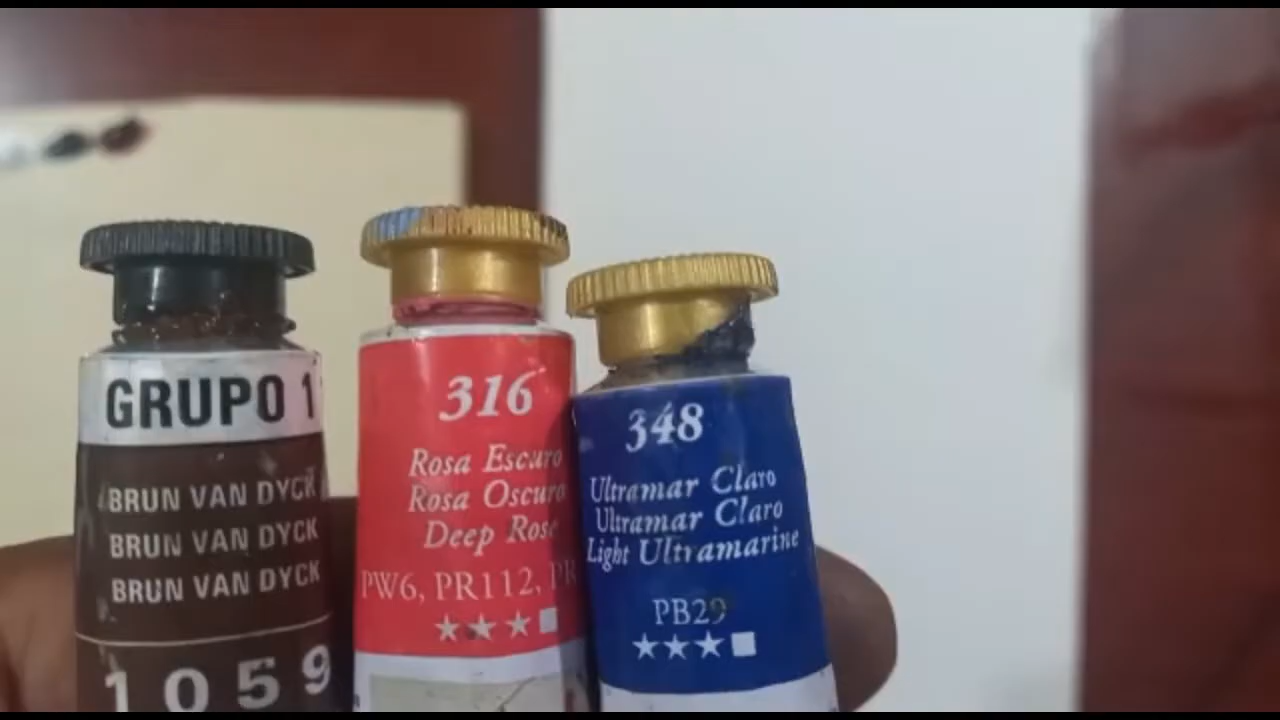 GRUPO 1
BRUN VAN DYCK
BRUN VAN DYCK
BRUN VAN DYCK
1059
316
Rosa Escuro
Rosa Oscuro
Deep Rose
PW6, PR112, PR
348
Ultramar Claro
Ultramar Claro
Light Ultramarine
PB29